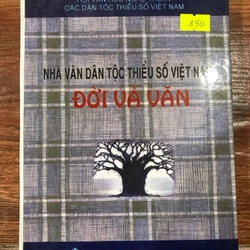 CÁC DÂN TỘC THIỂU SỐ VIỆT NAM
150
NHÀ VĂN DÂN TỘC THIỂU SỐ VIỆT NAM
ĐỜI VÀ VĂN